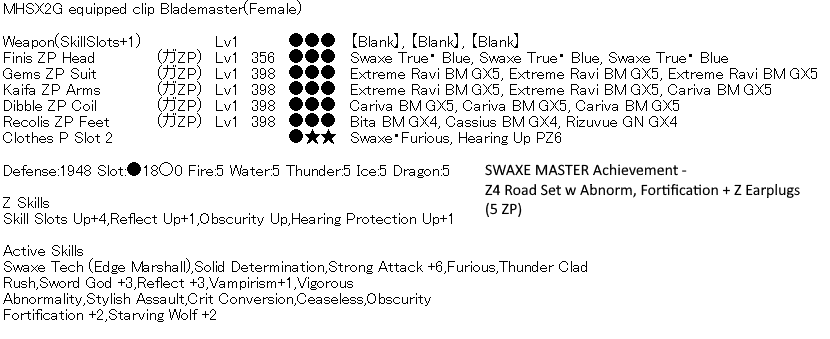 MHSX2G equipped clip Blademaster(Female)
Weapon(SkillSlots+1) Lv1 ●●● 【Blank】, 【Blank】, 【Blank】
Finis ZP Head (ガZP) Lv1 356 ●●● Swaxe True・Blue, Swaxe True・Blue, Swaxe True・Blue
Gems ZP Suit (ガZP) Lv1 398 ●●● Extreme Ravi BM GX5, Extreme Ravi BM GX5, Extreme Ravi BM GX5
Kaifa ZP Arms (ガZP) Lv1 398 ●●● Extreme Ravi BM GX5, Extreme Ravi BM GX5, Cariva BM GX5
Dibble ZP Coil (ガZP) Lv1 398 ●●● Cariva BM GX5, Cariva BM GX5, Cariva BM GX5
Recolis ZP Feet (ガZP) Lv1 398 ●●● Bita BM GX4, Cassius BM GX4, Rizuvue GN GX4
Clothes P Slot 2 ●★★ Swaxe・Furious, Hearing Up PZ6
Defense:1948 Slot:●18○0 Fire:5 Water:5 Thunder:5 Ice:5 Dragon:5
SWAXE MASTER Achievement -
Z4 Road Set w Abnorm, Fortification + Z Earplugs
(5 ZP)
Z Skills
Skill Slots Up+4,Reflect Up+1,Obscurity Up,Hearing Protection Up+1
Active Skills
Swaxe Tech (Edge Marshall),Solid Determination,Strong Attack +6,Furious,Thunder Clad
Rush,Sword God +3,Reflect +3,Vampirism+1,Vigorous
Abnormality,Stylish Assault,Crit Conversion,Ceaseless,Obscurity
Fortification +2,Starving Wolf +2